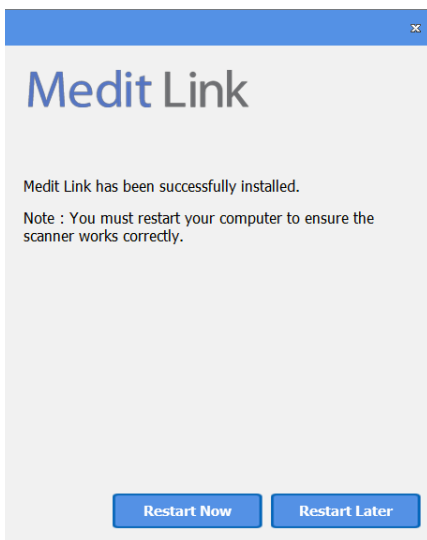 Medit Link
Medit Link has been successfully installed.
Note : You must restart your computer to ensure the
scanner works correctly.
Restart Now
Restart Later